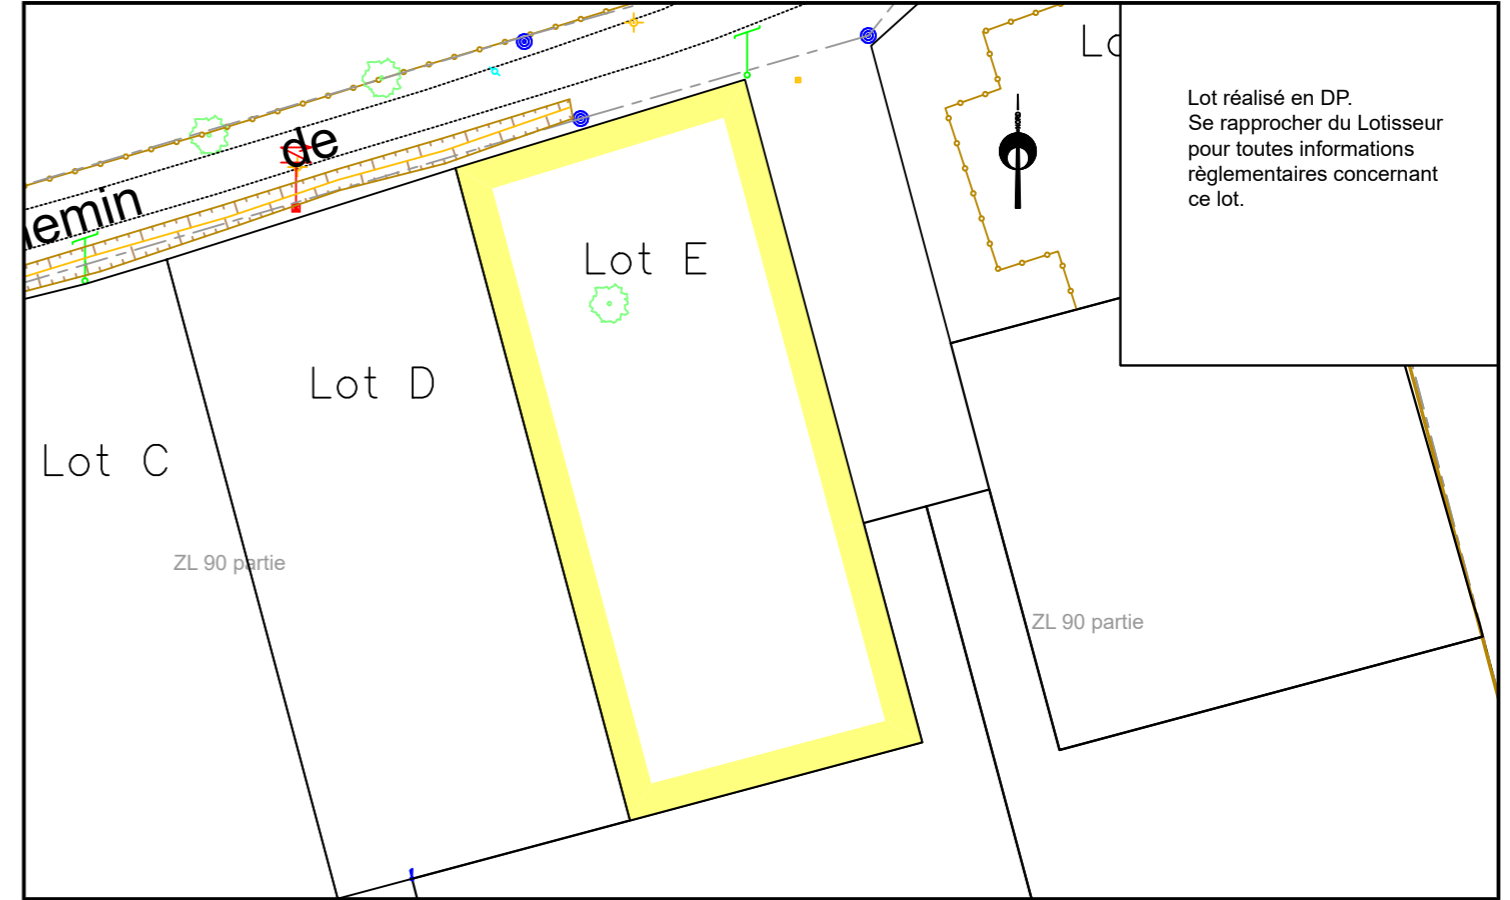 de
emin
Lot E
Lot D
Lot C
ZL 90 partie
ZL 90 partie
Lot réalisé en DP.
Se rapprocher du Lotisseur
pour toutes informations
règlementaires concernant
ce lot.